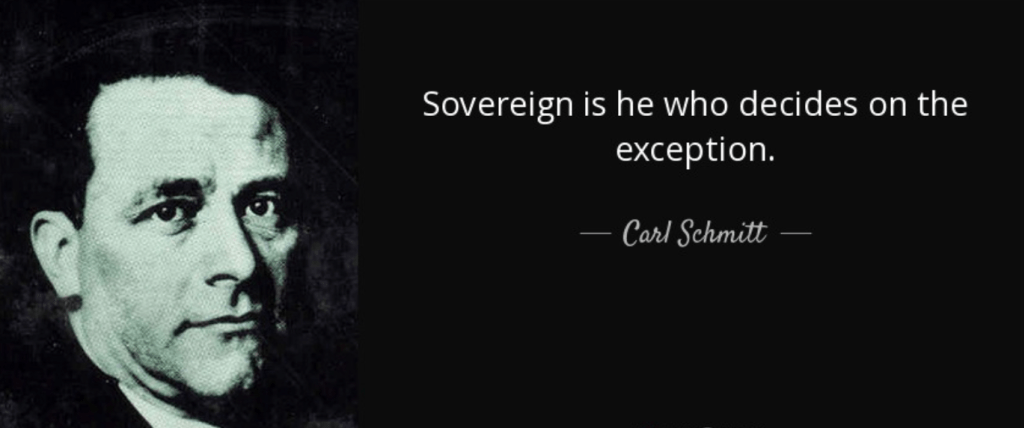 Sovereign is he who decides on the
exception.
— Carl Schmitt —